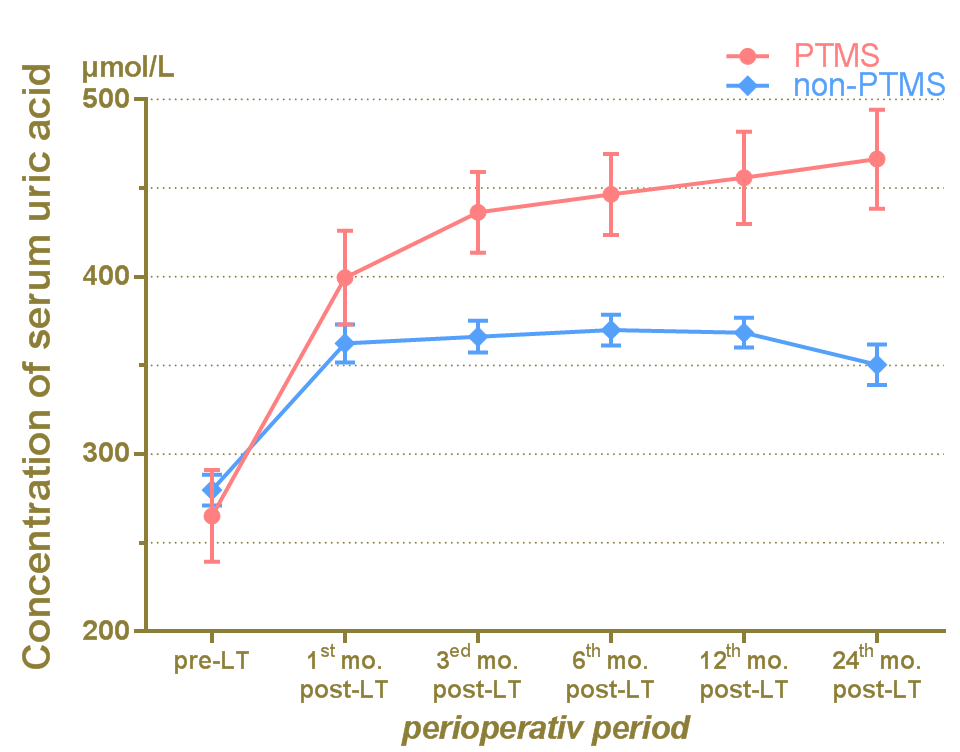 PTMS
non-PTMS
µmol/L
Concentration of serum uric acid
500
400
300
200
pre-LT
1st mo.
post-LT
3ed mo.
post-LT
6th mo.
post-LT
12th mo.
post-LT
24th mo.
post-LT
perioperativ period